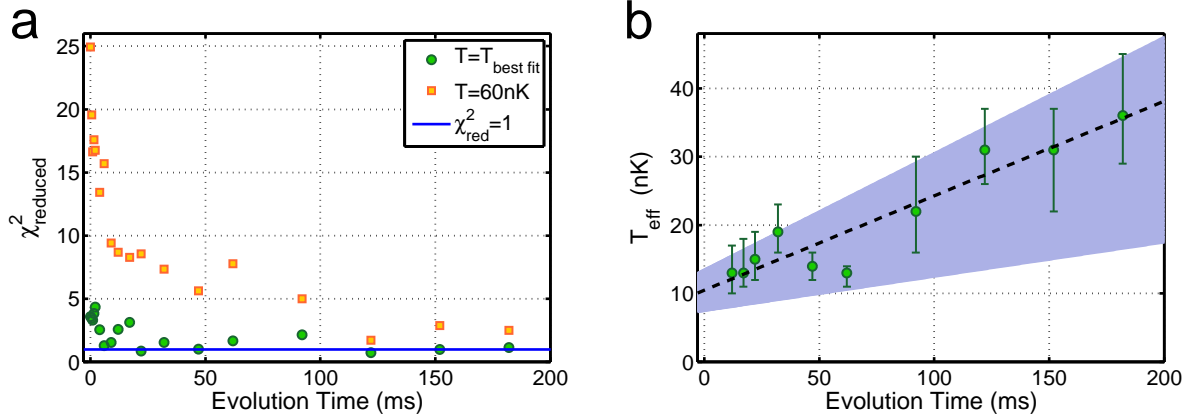 a
χ²reduced
25
20
15
10
5
0
T=Tbest fit
T=60nK
χ²red=1
0 50 100 150 200
Evolution Time (ms)
b
Teff (nK)
40
30
20
10
0
0 50 100 150 200
Evolution Time (ms)